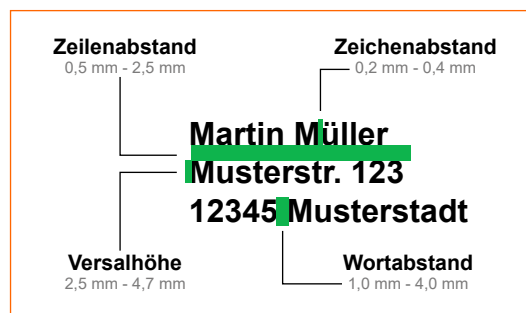 Zeilenabstand
0,5 mm - 2,5 mm
Zeichenabstand
0,2 mm - 0,4 mm
Martin Müller
Musterstr. 123
12345 Musterstadt
Versalhöhe
2,5 mm - 4,7 mm
Wortabstand
1,0 mm - 4,0 mm